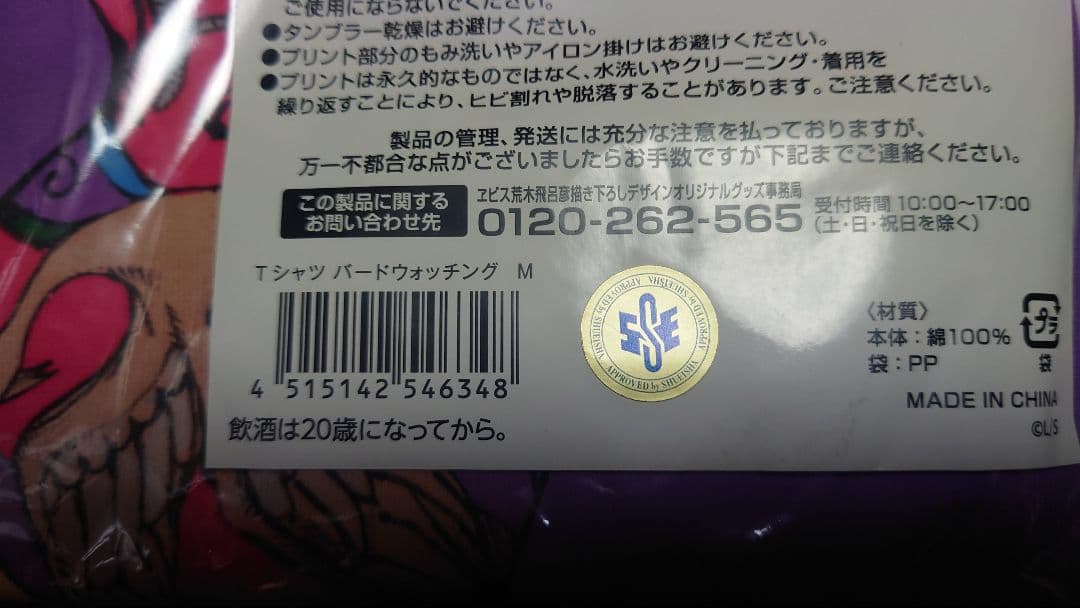 ご使用にならないでください。
●タンブラー乾燥はお避けください。
●プリント部分のもみ洗いやアイロン掛けはお避けください。
●プリントは永久的なものではなく、水洗いやクリーニング・着用を
繰り返すことにより、ヒビ割れや脱落することがあります。ご注意ください。
製品の管理、発送には充分な注意を払っておりますが、
万一不都合な点がございましたらお手数ですが下記までご連絡ください。
この製品に関する
お問い合わせ先
ヱビス荒木飛呂彦描き下ろしデザインオリジナルグッズ事務局
0120-262-565
受付時間 10:00~17:00
(土・日・祝日を除く)
Tシャツ バードウォッチング M
4 515142 546348
飲酒は20歳になってから。
APPROVED by SHUEISHA APPROVED by SHUEISHA APPROVED by SHUEISHA
SSE
〈材質〉
本体:綿100%
袋:PP
プラ
袋
MADE IN CHINA
©L/S